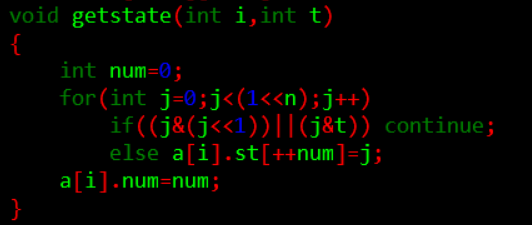 void getstate(int i,int t)
{
    int num=0;
    for(int j=0;j<(1<<n);j++)
        if((j&(j<<1))||(j&t)) continue;
        else a[i].st[++num]=j;
    a[i].num=num;
}